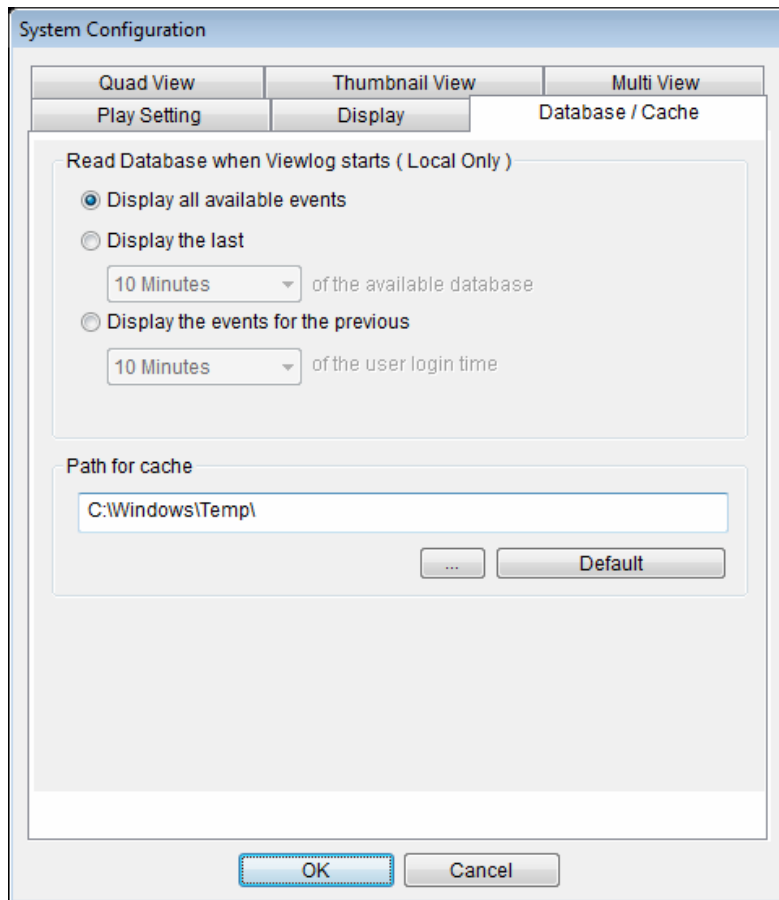 System Configuration
Quad View Thumbnail View Multi View
Play Setting Display Database / Cache
Read Database when Viewlog starts ( Local Only )
Display all available events
Display the last
10 Minutes of the available database
Display the events for the previous
10 Minutes of the user login time
Path for cache
C:\Windows\Temp\
... Default
OK Cancel